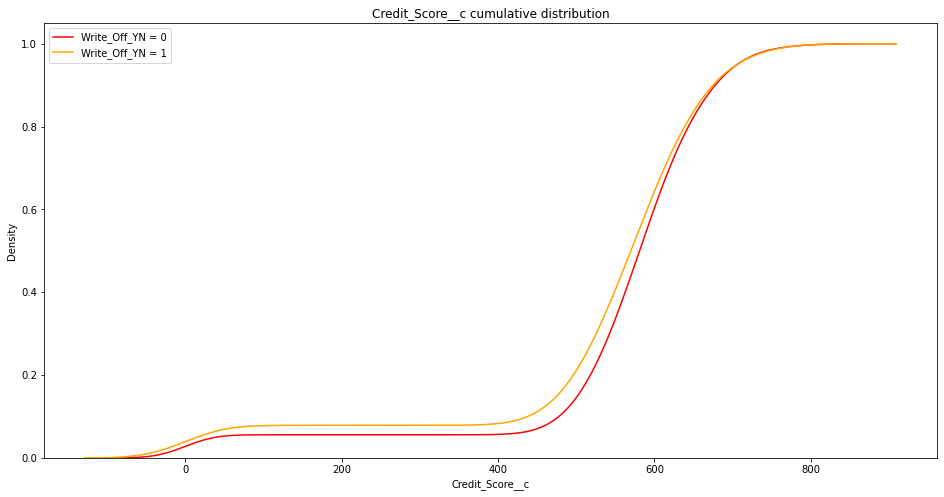 Credit_Score__c cumulative distribution
Write_Off_YN = 0
Write_Off_YN = 1
Density
1.0
0.8
0.6
0.4
0.2
0.0
0 200 400 600 800
Credit_Score__c